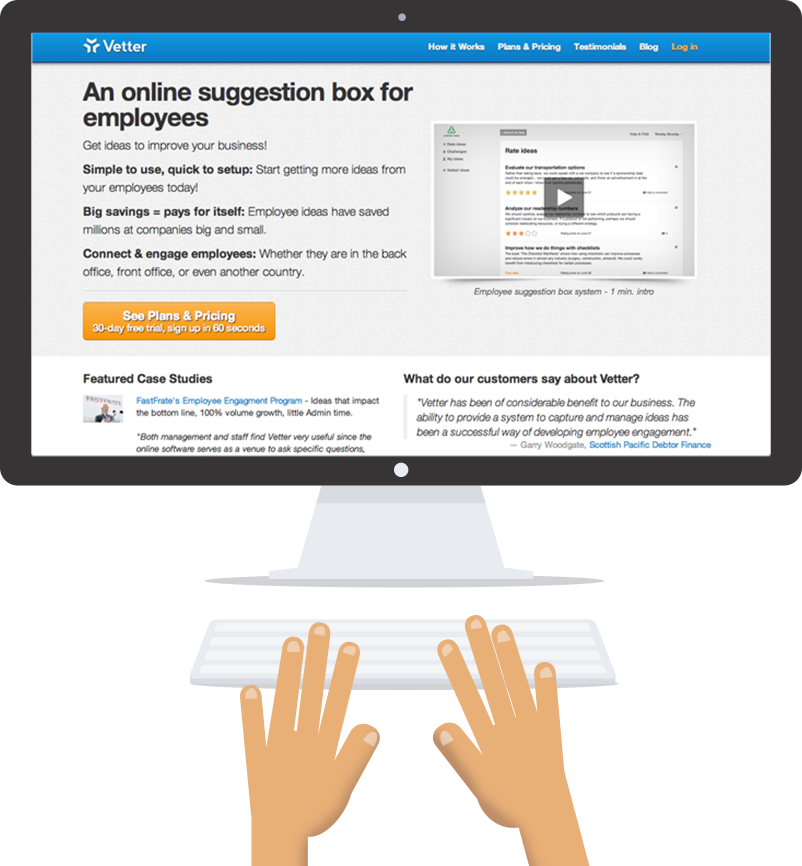 Vetter
How it Works Plans & Pricing Testimonials Blog Log in
An online suggestion box for
employees
Get ideas to improve your business!
Simple to use, quick to setup: Start getting more ideas from
your employees today!
Big savings = pays for itself: Employee ideas have saved
millions at companies big and small.
Connect & engage employees: Whether they are in the back
office, front office, or even another country.
See Plans & Pricing
30-day free trial, sign up in 60 seconds
Help & FAQ
Rate ideas
Challenges
My ideas
Rate ideas
Evaluate our transportation options
Analyze our readership numbers
Improve how we do things with checklists
Employee suggestion box system - 1 min. intro
Featured Case Studies
FastFrate's Employee Engagment Program - Ideas that impact
the bottom line, 100% volume growth, little Admin time.
"Both management and staff find Vetter very useful since the
online software serves as a venue to ask specific questions,
What do our customers say about Vetter?
"Vetter has been of considerable benefit to our business. The
ability to provide a system to capture and manage ideas has
been a successful way of developing employee engagement."
— Garry Woodgate, Scottish Pacific Debtor Finance